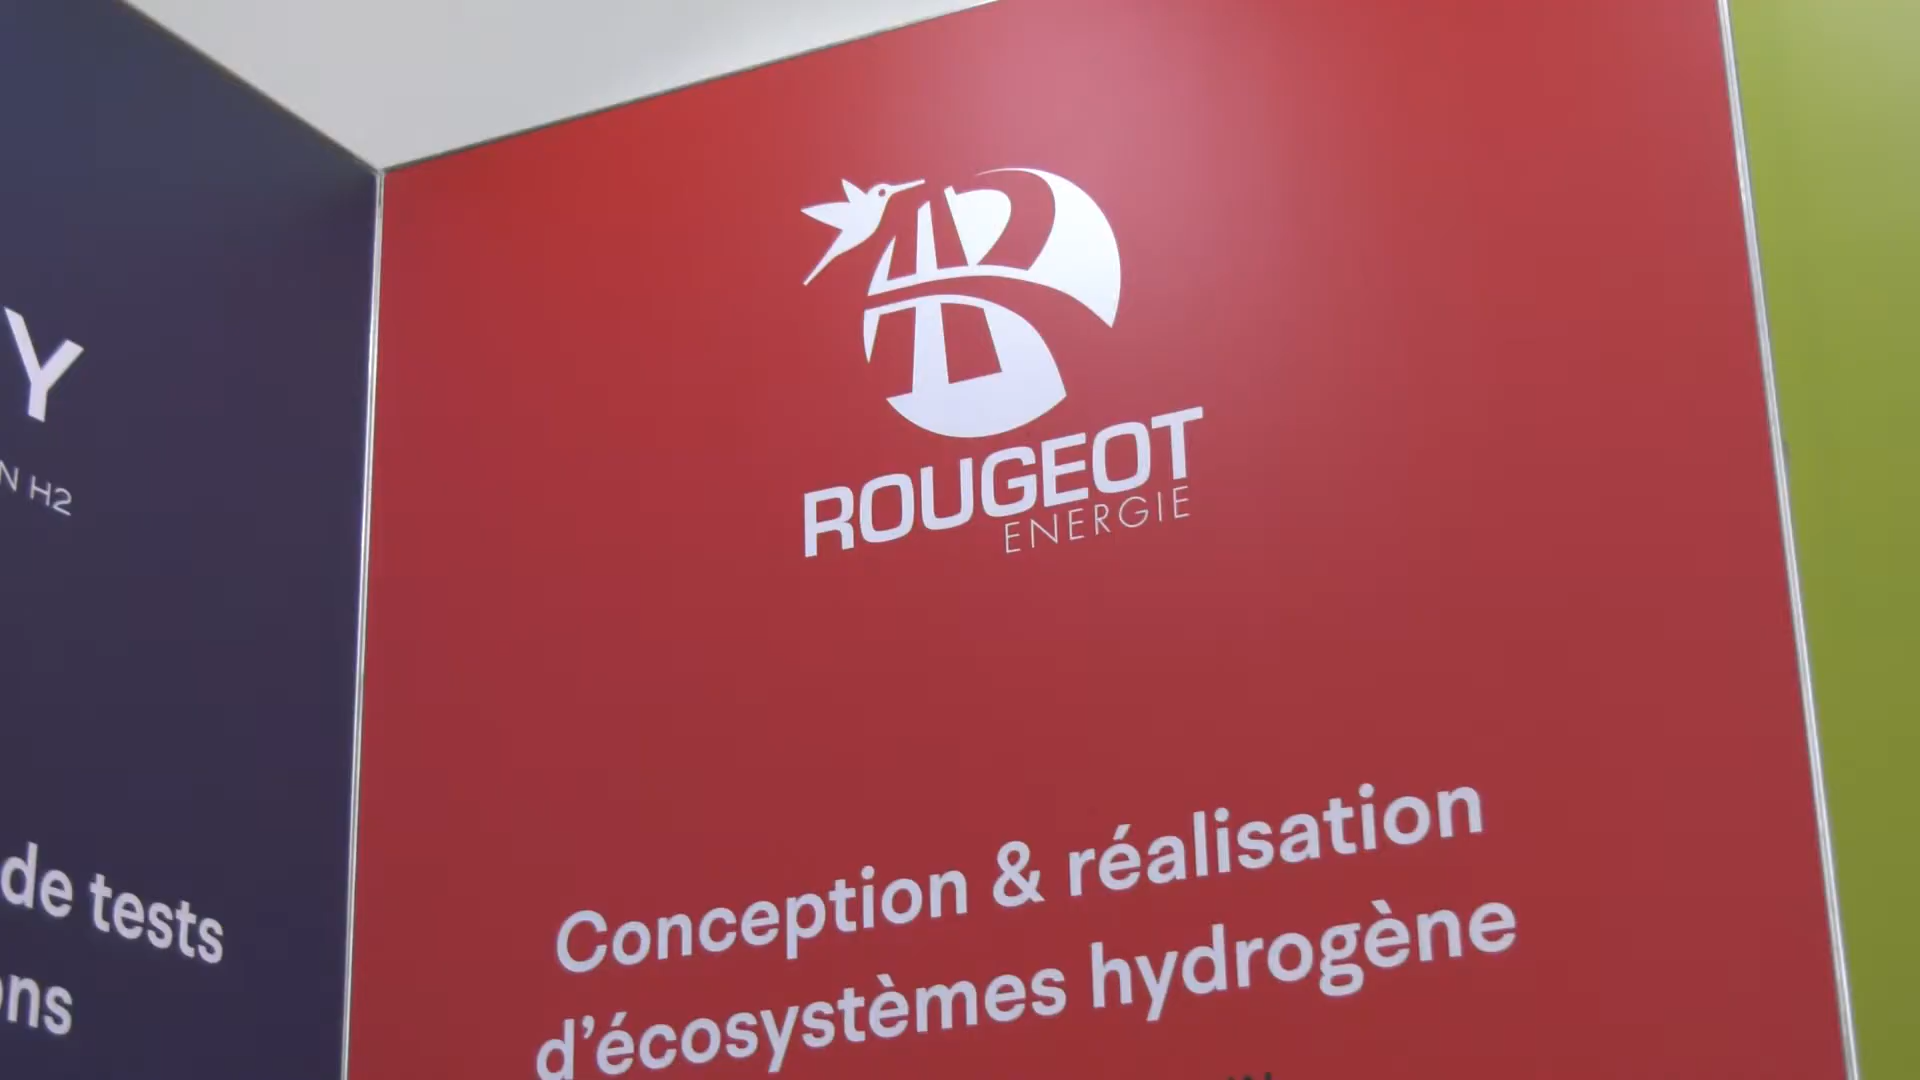 Y
N H2
de tests
ons
ROUGEOT
ENERGIE
Conception & réalisation
d’écosystèmes hydrogène